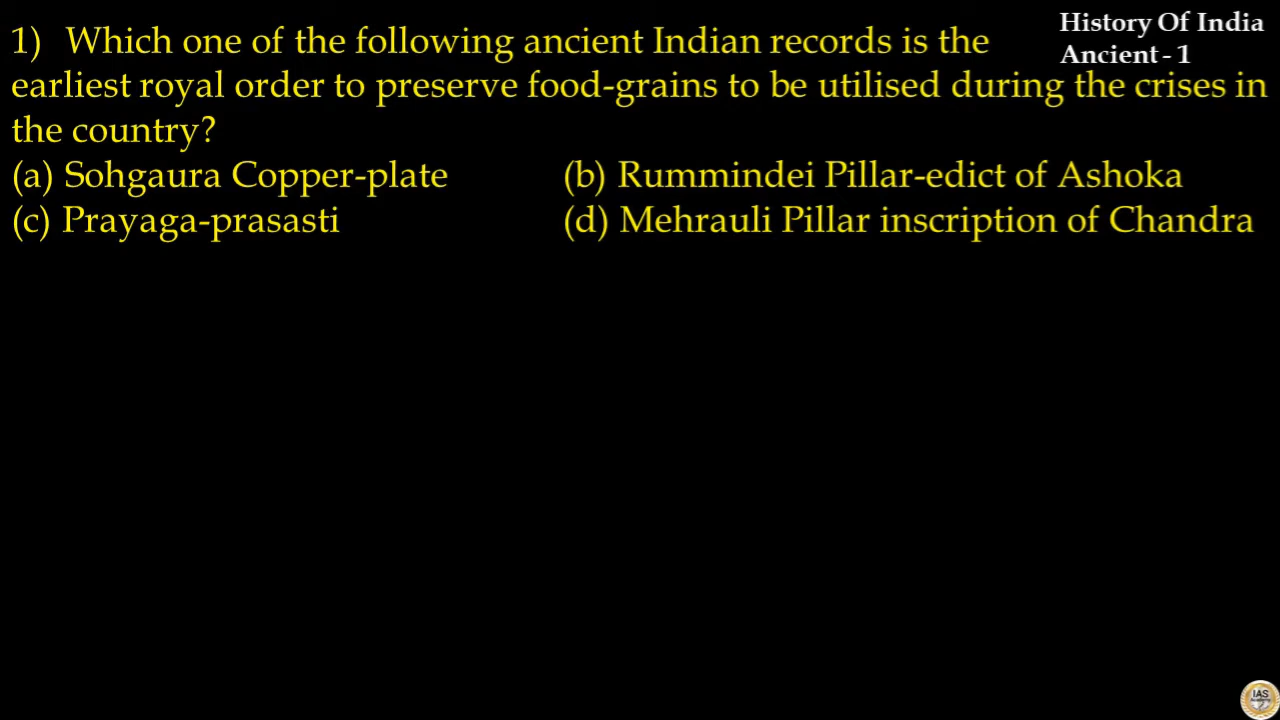 History Of India
Ancient - 1
1) Which one of the following ancient Indian records is the
earliest royal order to preserve food-grains to be utilised during the crises in
the country?
(a) Sohgaura Copper-plate (b) Rummindei Pillar-edict of Ashoka
(c) Prayaga-prasasti (d) Mehrauli Pillar inscription of Chandra
IAS